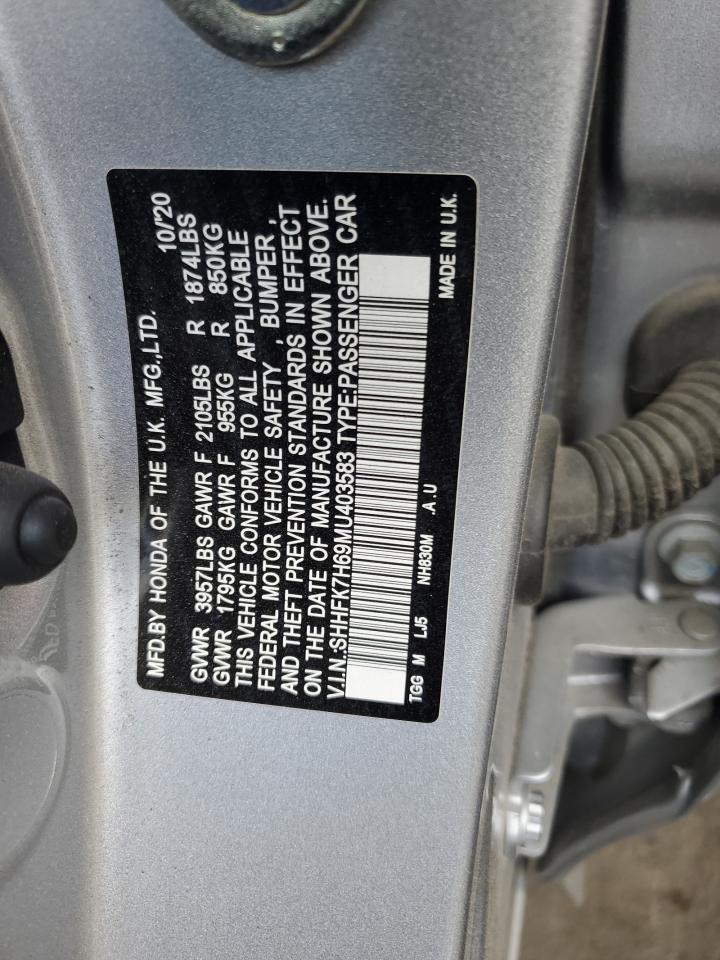 MFD.BY HONDA OF THE U.K. MFG.,LTD. 10/'20
GVWR 3957LBS GAWR F 2105LBS R 1874LBS
GVWR 1795KG GAWR F 955KG R 850KG
THIS VEHICLE CONFORMS TO ALL APPLICABLE
FEDERAL MOTOR VEHICLE SAFETY , BUMPER ,
AND THEFT PREVENTION STANDARDS IN EFFECT
ON THE DATE OF MANUFACTURE SHOWN ABOVE.
V.I.N.:SHHFK7H69MU403583 TYPE:PASSENGER CAR
TGG M LJ5 NH830M .A.U MADE IN U.K.